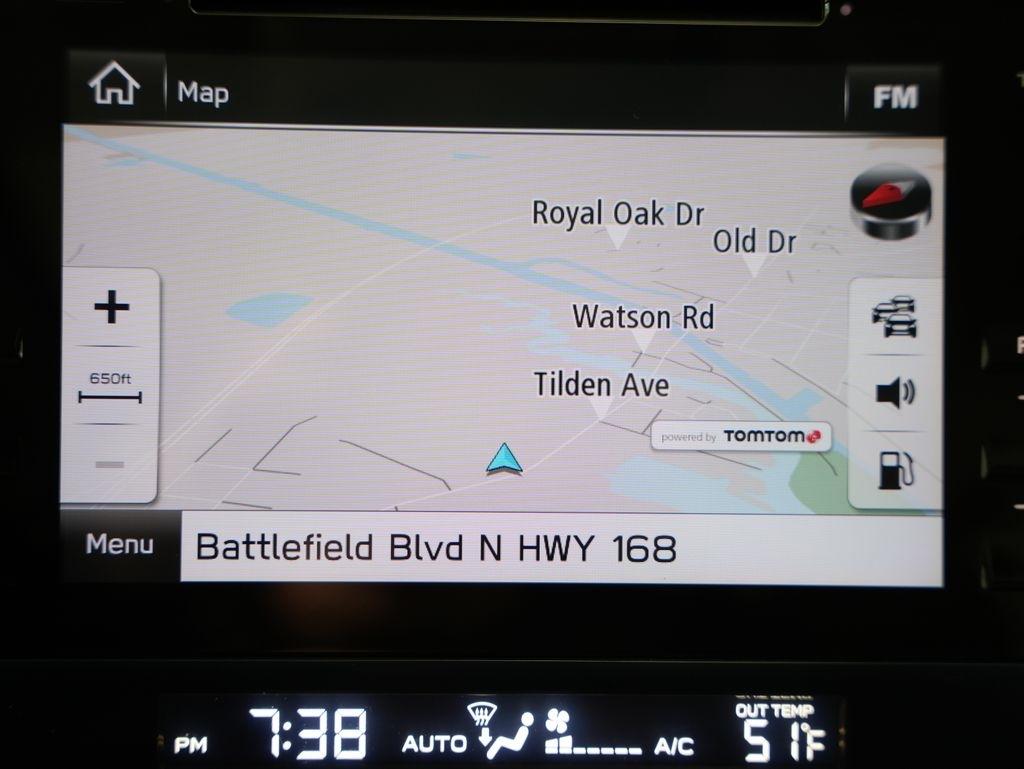 Map
FM
Royal Oak Dr
Old Dr
Watson Rd
650ft
Tilden Ave
powered by TOMTOM
Menu
Battlefield Blvd N HWY 168
OUT TEMP
PM 7:38 AUTO A/C 51°F